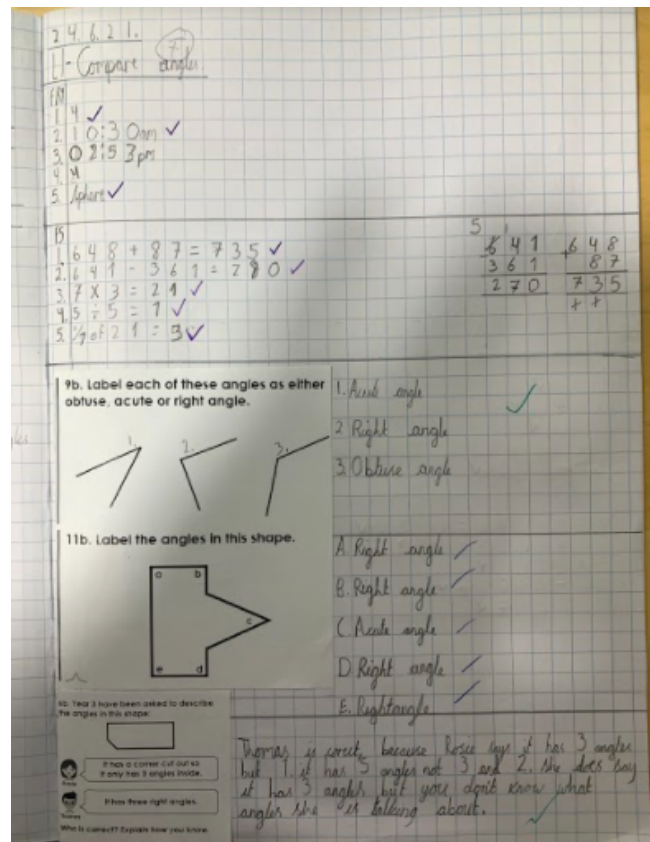 24.6.21.
LI - Compare angles.
1. 4 ✓
2. 10:30am ✓
3. 02:53pm
4. 4
5. Sphere ✓
1. 648 + 87 = 735 ✓
2. 641 - 361 = 280 ✓
3. 7 x 3 = 21 ✓
4. 5 ÷ 5 = 1 ✓
5. 1/7 of 21 = 3 ✓
5 1
641
361
270
648
+ 87
735
9b. Label each of these angles as either
obtuse, acute or right angle.
1. 2. 3.
1. Acute angle
2 Right angle
3. Obtuse angle
11b. Label the angles in this shape.
a b
c
e d
A. Right angle
B. Right angle
C. Acute angle
D. Right angle
E. Rightangle
6b. Year 3 have been asked to describe
the angles in this shape:
It has a corner cut out so
it only has 3 angles inside.
Rosie
It has three right angles.
Thomas
Who is correct? Explain how you know.
Thomas is corect, because Rosie says it has 3 angles
but 1. it has 5 angles not 3 and 2. she does say
it has 3 angles but you don't know what
angles she is talking about.